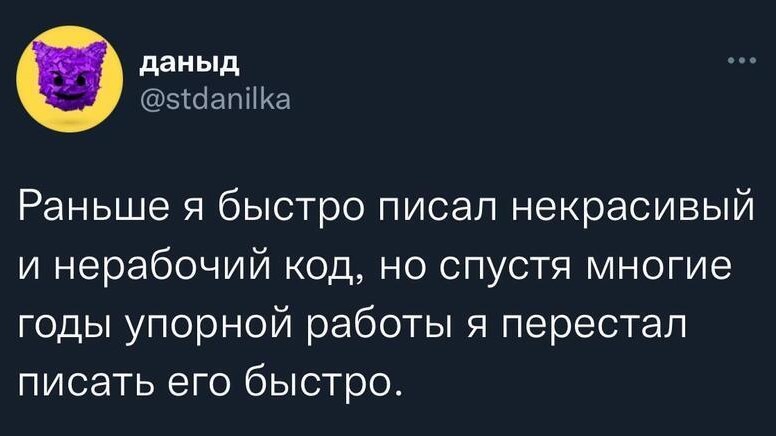 даныд
@stdanilka
Раньше я быстро писал некрасивый
и нерабочий код, но спустя многие
годы упорной работы я перестал
писать его быстро.